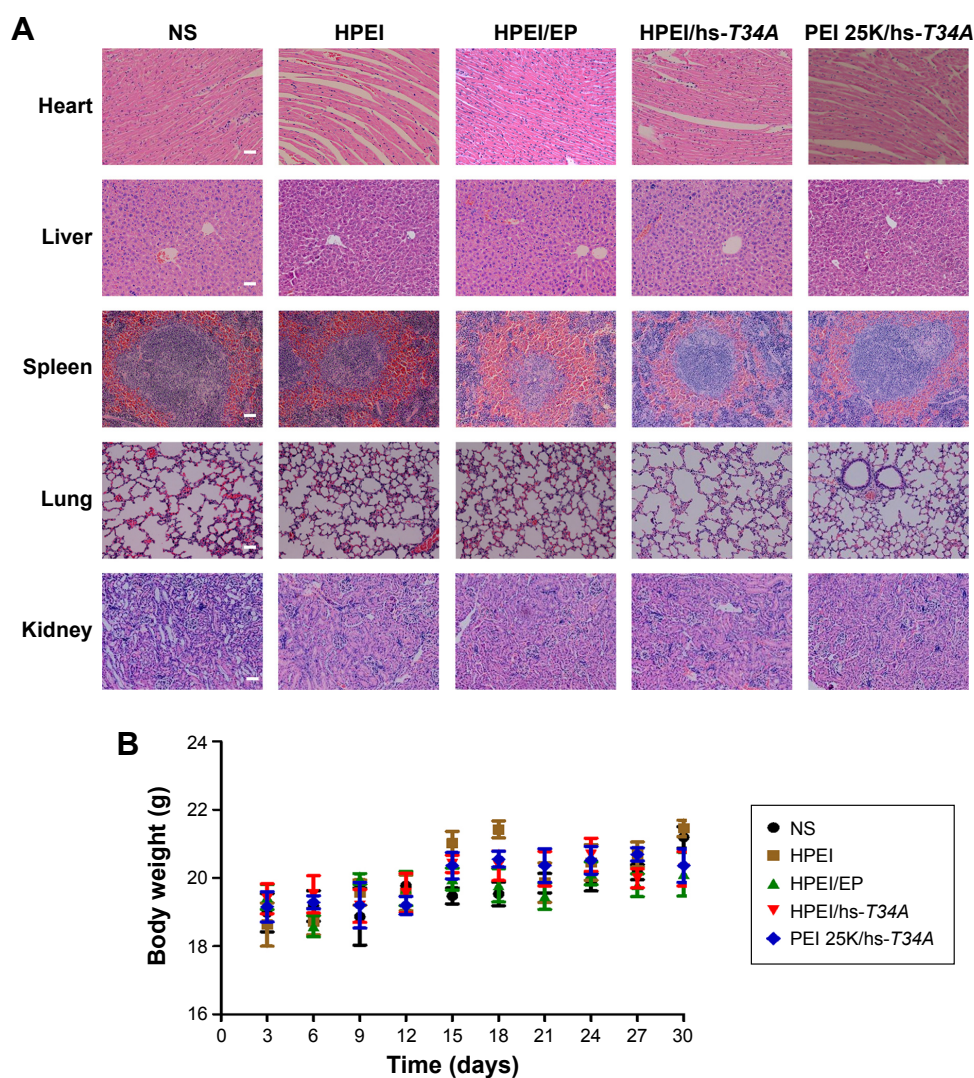 A
NS HPEI HPEI/EP HPEI/hs-T34A PEI 25K/hs-T34A
Heart
Liver
Spleen
Lung
Kidney
B
Body weight (g)
24
22
20
18
16
0 3 6 9 12 15 18 21 24 27 30
Time (days)
NS
HPEI
HPEI/EP
HPEI/hs-T34A
PEI 25K/hs-T34A